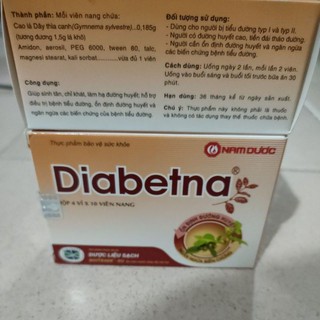 Thành phần: Mỗi viên nang chứa:
Cao lá Dây thìa canh(Gymnema sylvestre)...0,185g
(tương đương 1,5g lá khô)
Amidon, aerosil, PEG 6000, tween 80, talc,
magnesi stearat, kali sorbat..........vừa đủ 1 viên
Công dụng:
Giúp sinh tân, chỉ khát, làm hạ đường huyết; hỗ trợ
điều trị bệnh tiểu đường, ổn định đường huyết và
ngăn ngừa các biến chứng của bệnh tiểu đường.
Đối tượng sử dụng:
- Dùng cho người bị tiểu đường typ I và typ II.
- Người có đường huyết cao, tiền đái tháo đường.
- Người cần ổn định đường huyết và ngăn ngừa
các biến chứng của bệnh tiểu đường.
Cách dùng: Uống ngày 2 lần, mỗi lần 2 viên.
Uống vào buổi sáng và buổi tối trước bữa ăn 30
phút.
Hạn dùng: 36 tháng kể từ ngày sản xuất.
Chú ý: Thực phẩm này không phải là thuốc
và không có tác dụng thay thế thuốc chữa bệnh.
Thực phẩm bảo vệ sức khỏe
NAM DƯỢC
Diabetna®
HỘP 4 VỈ X 10 VIÊN NANG
DƯỢC LIỆU SẠCH